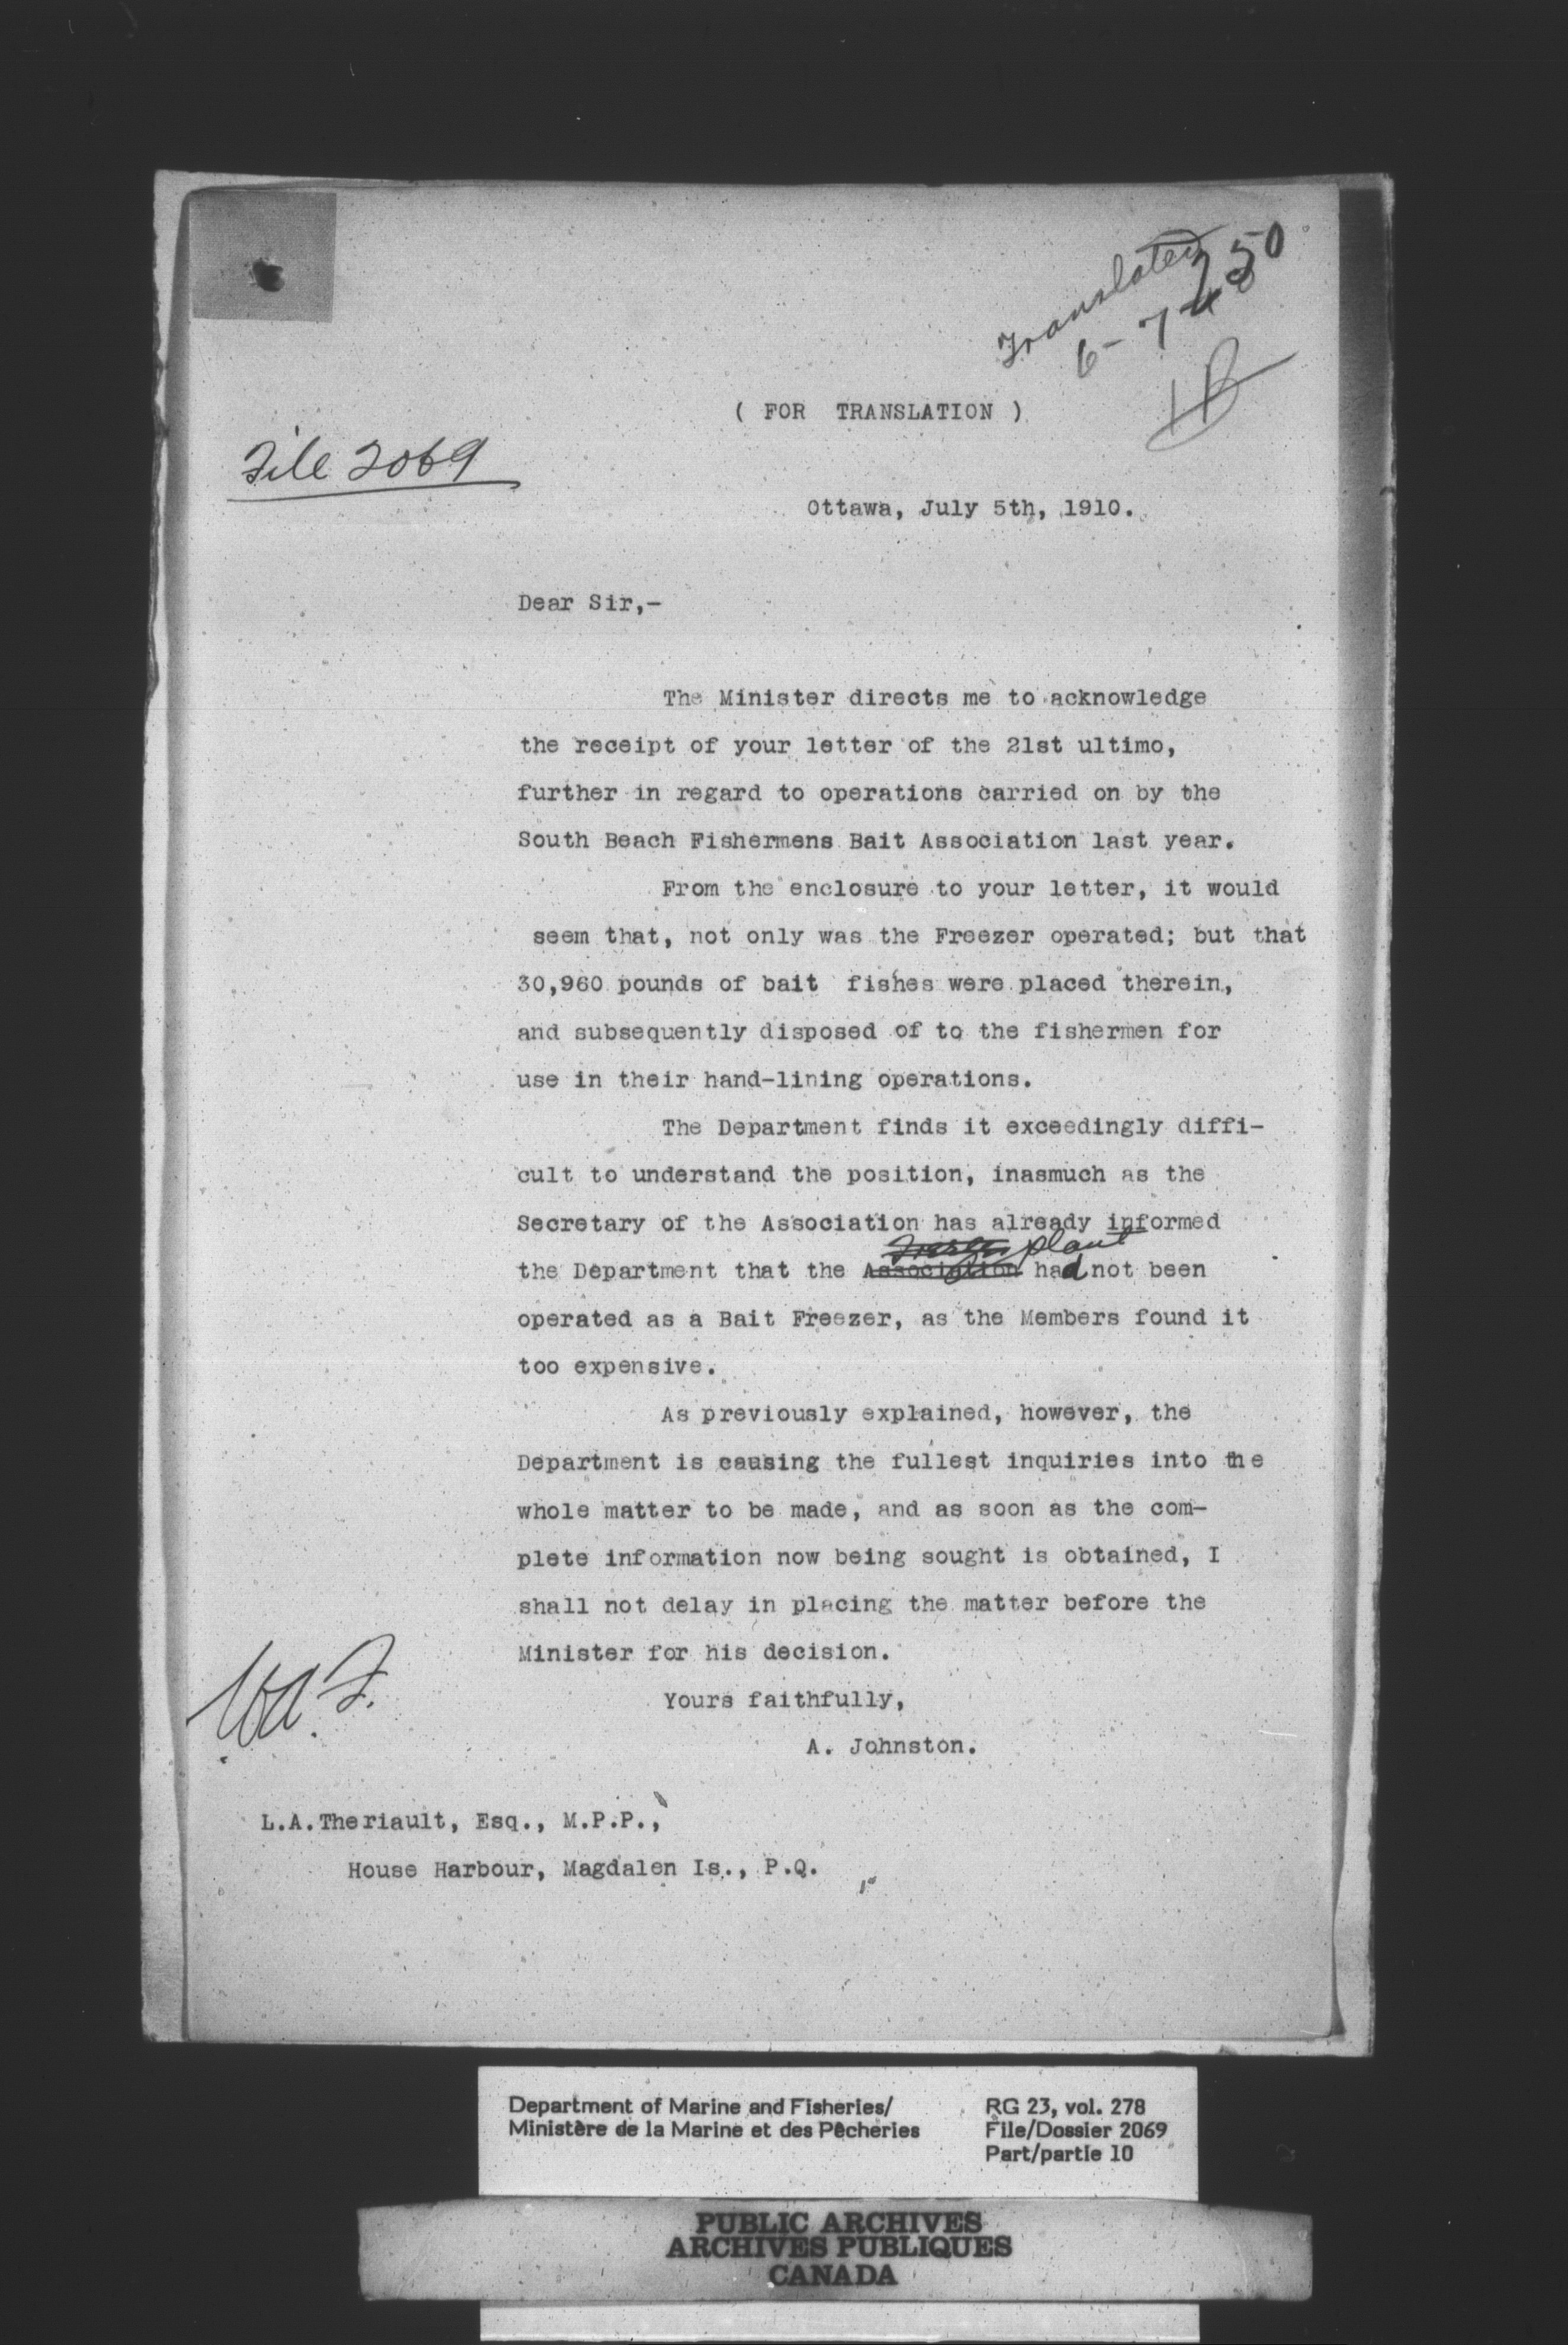 Translated
250
6-7-
( FOR TRANSLATION )
File 2069
Ottawa, July 5th, 1910.
Dear Sir,-
The Minister directs me to acknowledge
the receipt of your letter of the 21st ultimo,
further in regard to operations carried on by the
South Beach Fishermens Bait Association last year.
From the enclosure to your letter, it would
seem that, not only was the Freezer operated; but that
30,960 pounds of bait fishes were placed therein,
and subsequently disposed of to the fishermen for
use in their hand-lining operations.
The Department finds it exceedingly diffi-
cult to understand the position, inasmuch as the
Secretary of the Association has already informed
plant
the Department that the Association had not been
operated as a Bait Freezer, as the Members found it
too expensive.
As previously explained, however, the
Department is causing the fullest inquiries into the
whole matter to be made, and as soon as the com-
plete information now being sought is obtained, I
shall not delay in placing the matter before the
Minister for his decision.
Yours faithfully,
A. Johnston.
L.A.Theriault, Esq., M.P.P.,
House Harbour, Magdalen Is., P.Q.
Department of Marine and Fisheries/
Ministère de la Marine et des Pêcheries
RG 23, vol. 278
File/Dossier 2069
Part/partie 10
PUBLIC ARCHIVES
ARCHIVES PUBLIQUES
CANADA